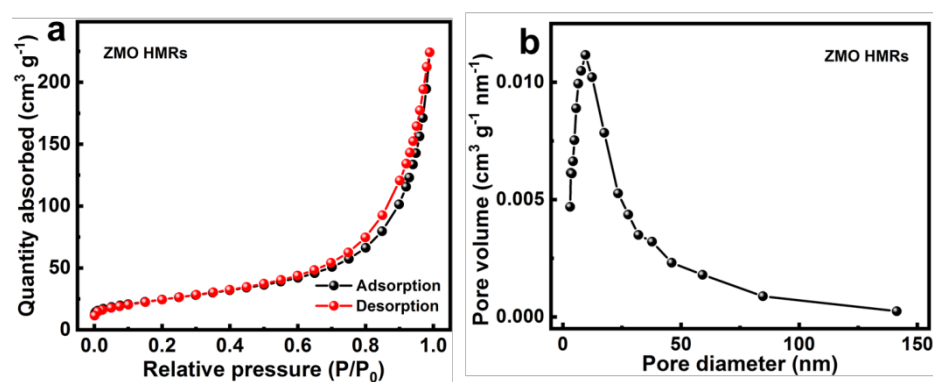 a
ZMO HMRs
Quantity absorbed (cm³ g⁻¹)
200
150
100
50
0
Adsorption
Desorption
0.0 0.2 0.4 0.6 0.8 1.0
Relative pressure (P/P₀)
b
ZMO HMRs
Pore volume (cm³ g⁻¹ nm⁻¹)
0.010
0.005
0.000
0 50 100 150
Pore diameter (nm)